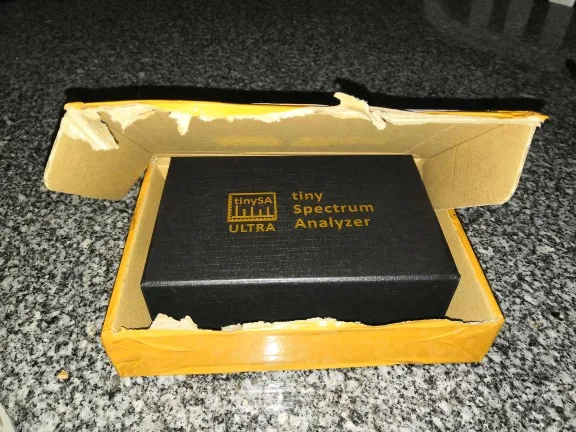 tinySA
ULTRA
tiny
Spectrum
Analyzer